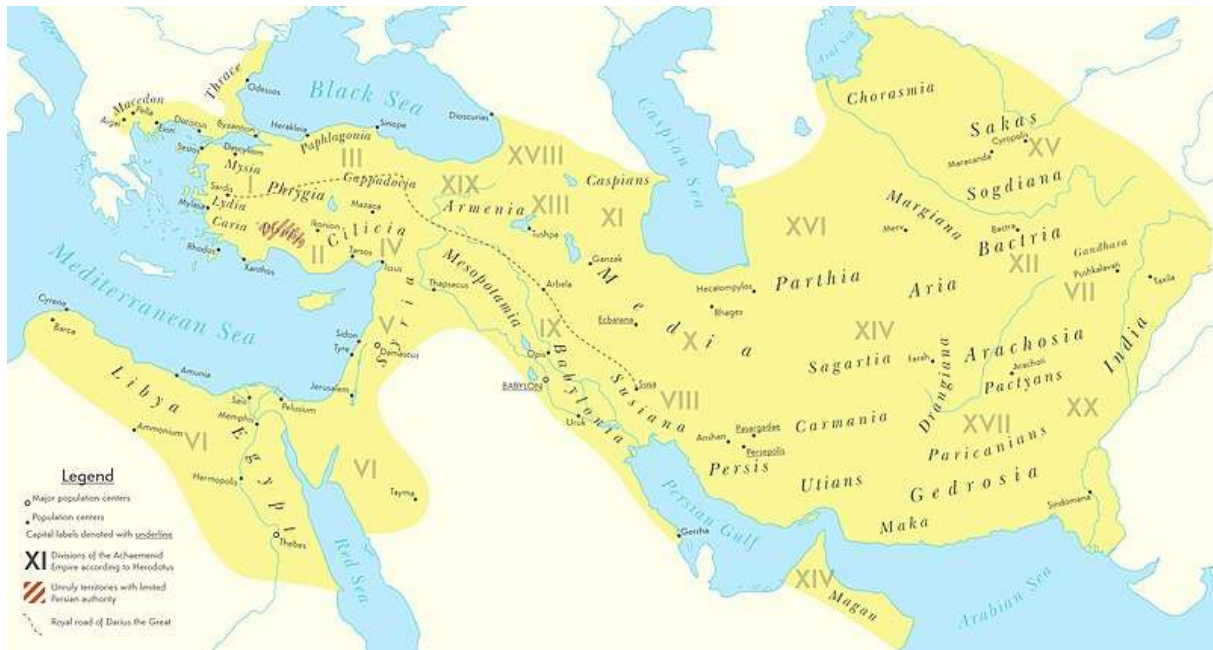 Aral Sea
Chorasmia
Thrace
Odessos
Black Sea
Caspian Sea
Macedon
Pella
Aigai
Eion
Doriscus
Byzantion
Herakleia
Sinope
Dioscurias
Sakas
Cyropolis
XV
Maracanda
Paphlagonia
III
XVIII
Sestos
Dascylium
Mysia
I
Phrygia
Cappadocia
XIX
Caspians
Sogdiana
Sardis
Lydia
Mylasa
Caria
Mazaca
Armenia
XIII
XI
XVI
Margiana
Merv
Bactra
Bactria
Ikonion
Cilicia
Tushpa
XII
Gandhara
II
IV
Tarsos
Issus
Rhodos
Xanthos
Ganzak
Media
Hecatompylos
Parthia
Pushkalavati
Taxila
VII
Mediterranean Sea
Mesopotamia
Thapsacus
Arbela
Rhages
Aria
Cyrene
Barca
Syria
V
Ecbatana
Sidon
Tyre
Damascus
IX
X
XIV
Opis
Babylonia
Sagartia
Farah
Arachosia
Arachoti
India
Libya
Amunia
Jerusalem
BABYLON
Susa
Susiana
VIII
Drangiana
Pactyans
Sais
Pelusium
Memphis
Uruk
Pasargadae
Anshan
Persepolis
Carmania
XVII
XX
Ammonium
VI
Egypt
Persis
Paricanians
VI
Hermopolis
Tayma
Utians
Gedrosia
Sindomana
Persian Gulf
Gerrha
Maka
Thebes
Red Sea
XIV
Magan
Arabian Sea
Legend
Major population centers
Population centers
Capital labels denoted with underline
XI Divisions of the Achaemenid
Empire according to Herodotus
Unruly territories with limited
Persian authority
Royal road of Darius the Great